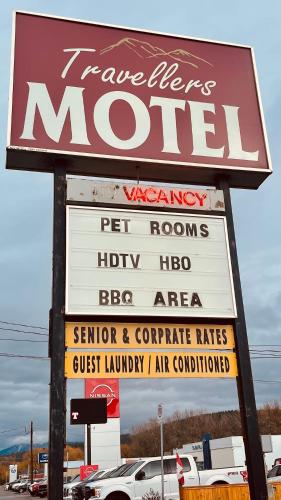 Travellers
MOTEL
VACANCY
PET ROOMS
HDTV HBO
BBQ AREA
SENIOR & CORPRATE RATES
GUEST LAUNDRY / AIR CONDITIONED
NISSAN
T